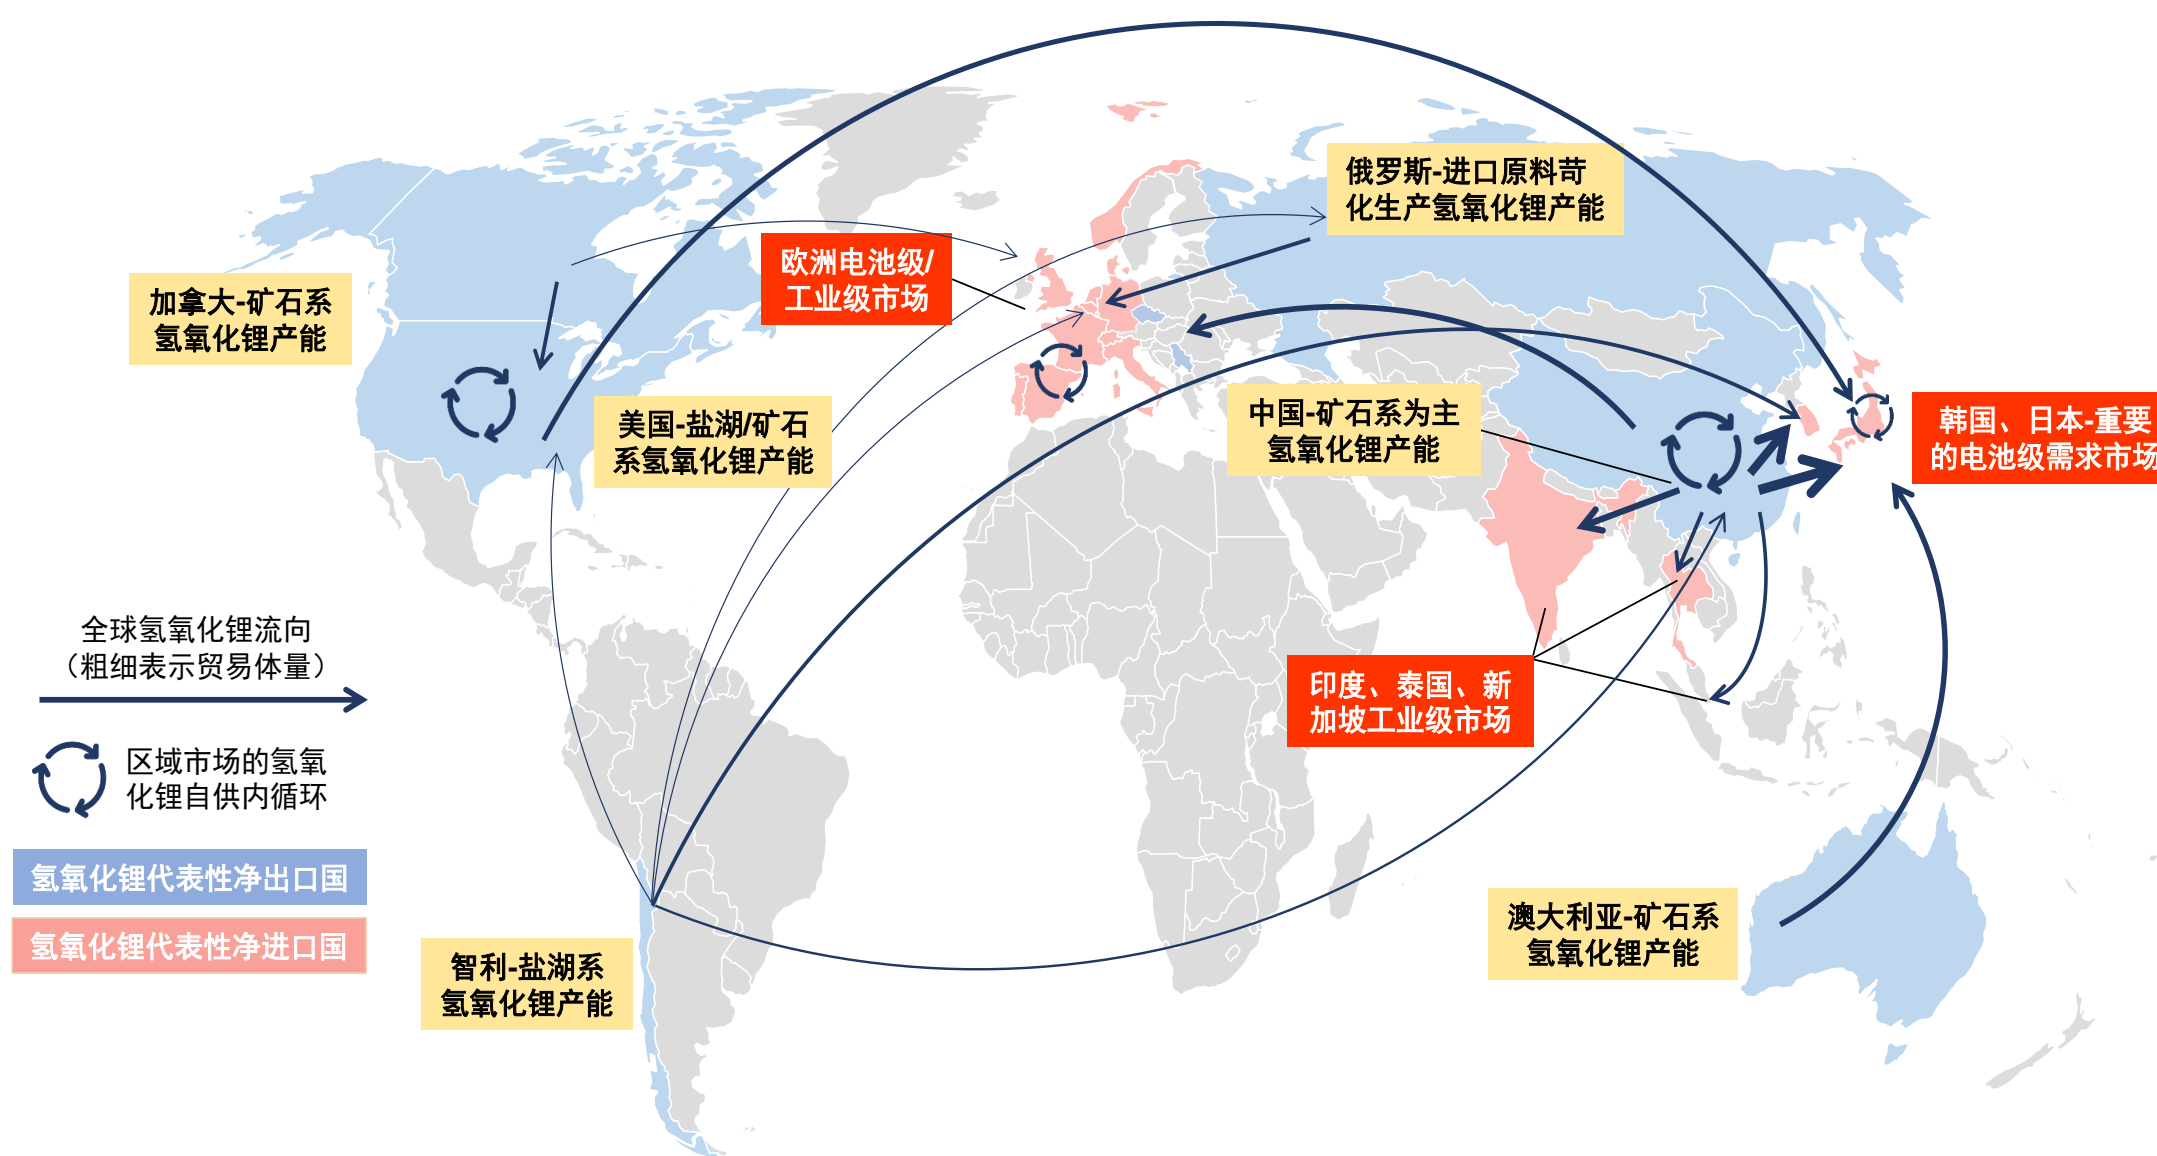 俄罗斯-进口原料苛
化生产氢氧化锂产能
欧洲电池级/
工业级市场
加拿大-矿石系
氢氧化锂产能
美国-盐湖/矿石
系氢氧化锂产能
中国-矿石系为主
氢氧化锂产能
韩国、日本-重要
的电池级需求市场
全球氢氧化锂流向
（粗细表示贸易体量）
印度、泰国、新
加坡工业级市场
区域市场的氢氧
化锂自供内循环
氢氧化锂代表性净出口国
氢氧化锂代表性净进口国
智利-盐湖系
氢氧化锂产能
澳大利亚-矿石系
氢氧化锂产能